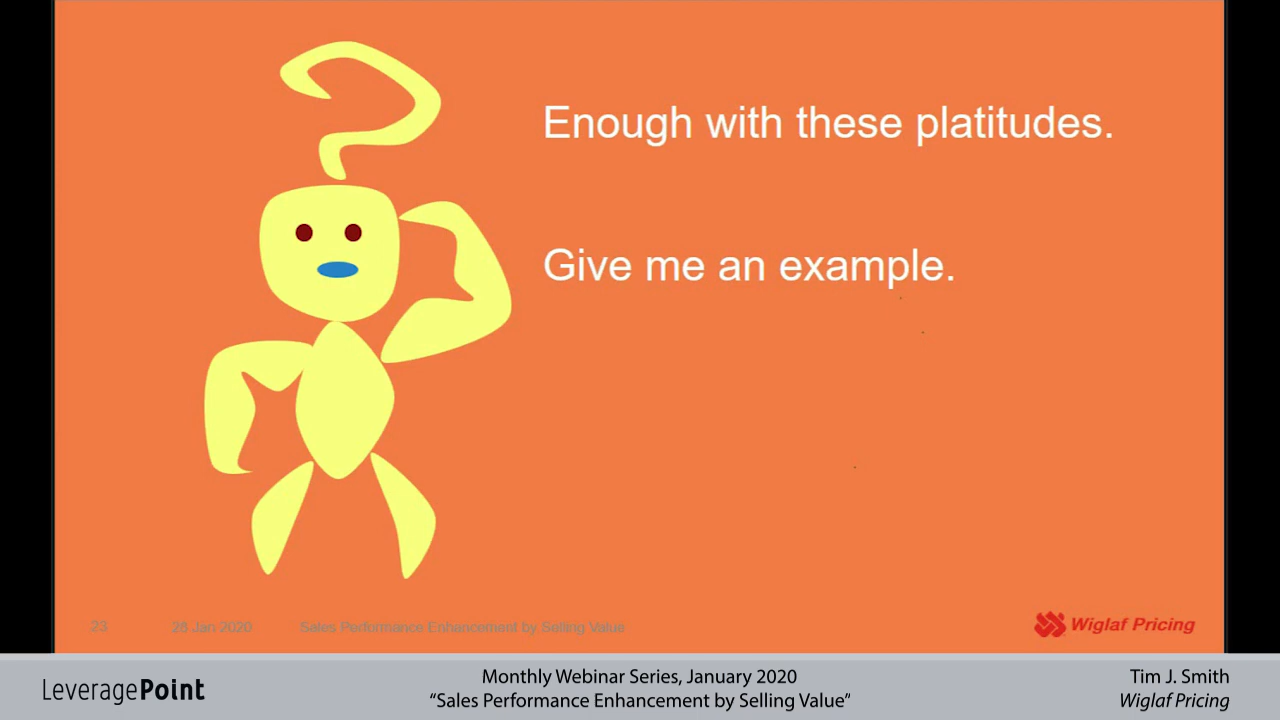 Enough with these platitudes.
Give me an example.
23 28 Jan 2020 Sales Performance Enhancement by Selling Value
Wiglaf Pricing
LeveragePoint
Monthly Webinar Series, January 2020
“Sales Performance Enhancement by Selling Value”
Tim J. Smith
Wiglaf Pricing